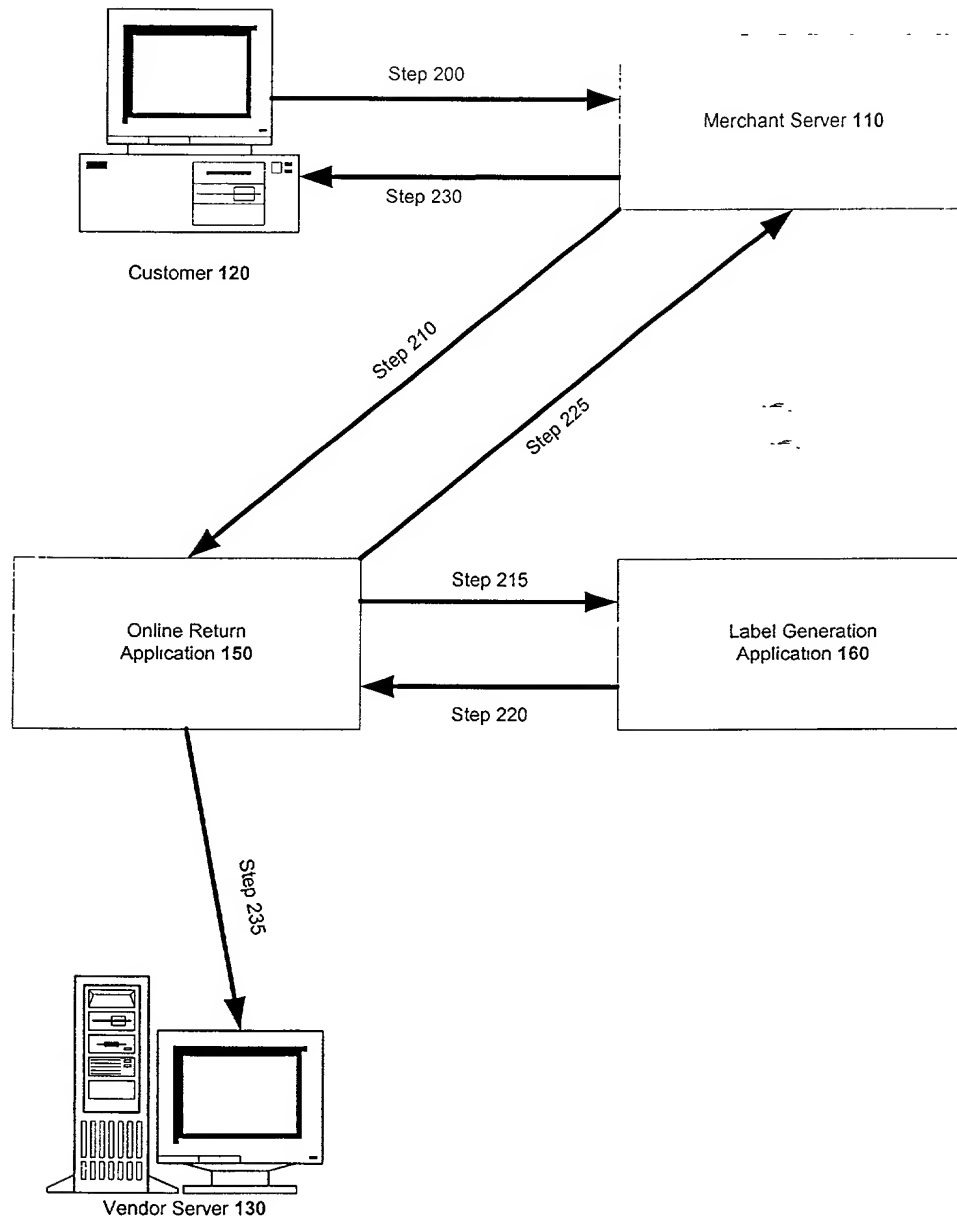 Step 200
Merchant Server 110
Step 230
Customer 120
Step 210
Step 225
Step 215
Online Return
Application 150
Label Generation
Application 160
Step 220
Step 235
Vendor Server 130